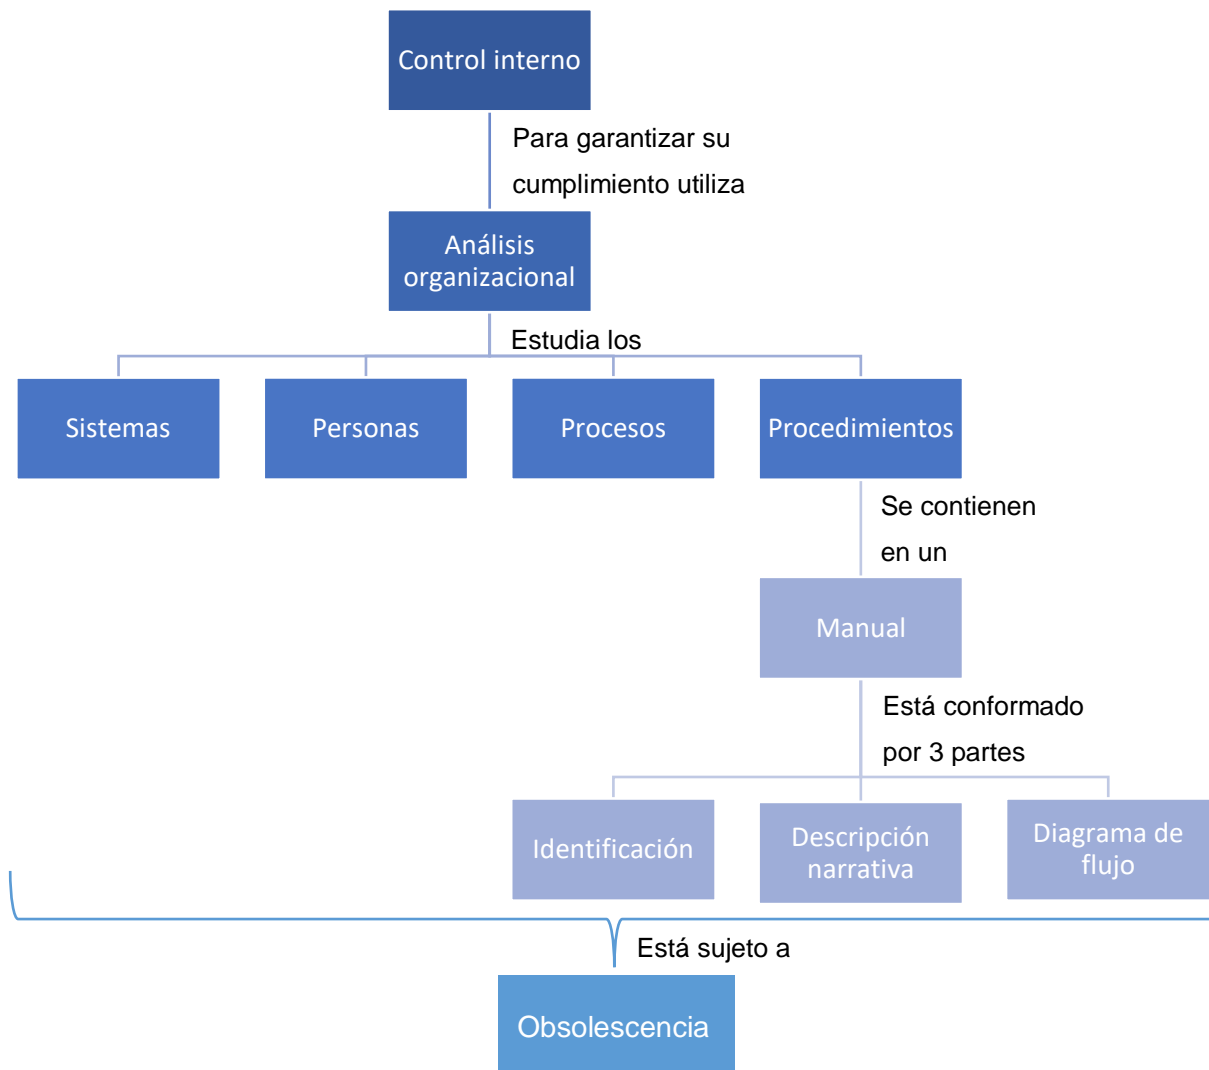 Control interno
Para garantizar su
cumplimiento utiliza
Análisis
organizacional
Estudia los
Sistemas
Personas
Procesos
Procedimientos
Se contienen
en un
Manual
Está conformado
por 3 partes
Identificación
Descripción
narrativa
Diagrama de
flujo
Está sujeto a
Obsolescencia